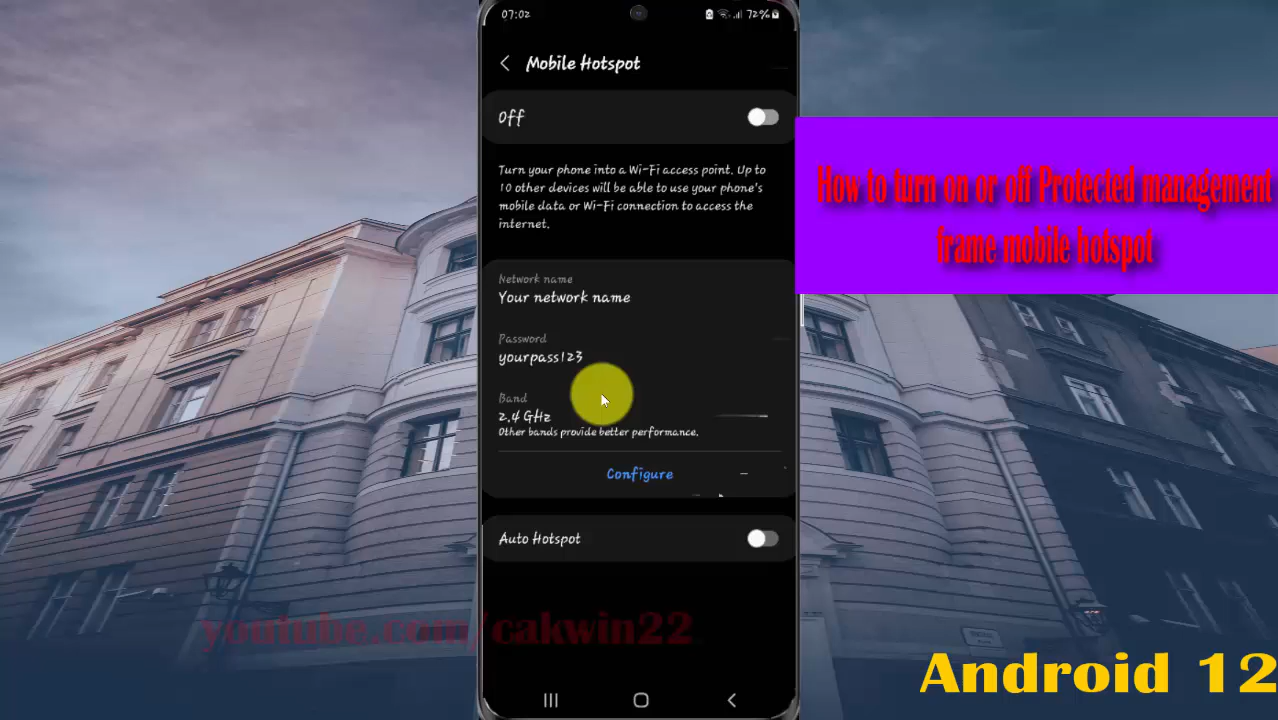 07:02
72%
Mobile Hotspot
Off
Turn your phone into a Wi-Fi access point. Up to
10 other devices will be able to use your phone's
mobile data or Wi-Fi connection to access the
internet.
How to turn on or off Protected management
frame mobile hotspot
Network name
Your network name
Password
yourpass123
Band
2,4 GHz
Other bands provide better performance.
Configure
Auto Hotspot
youtube.com/cakwin22
Android 12